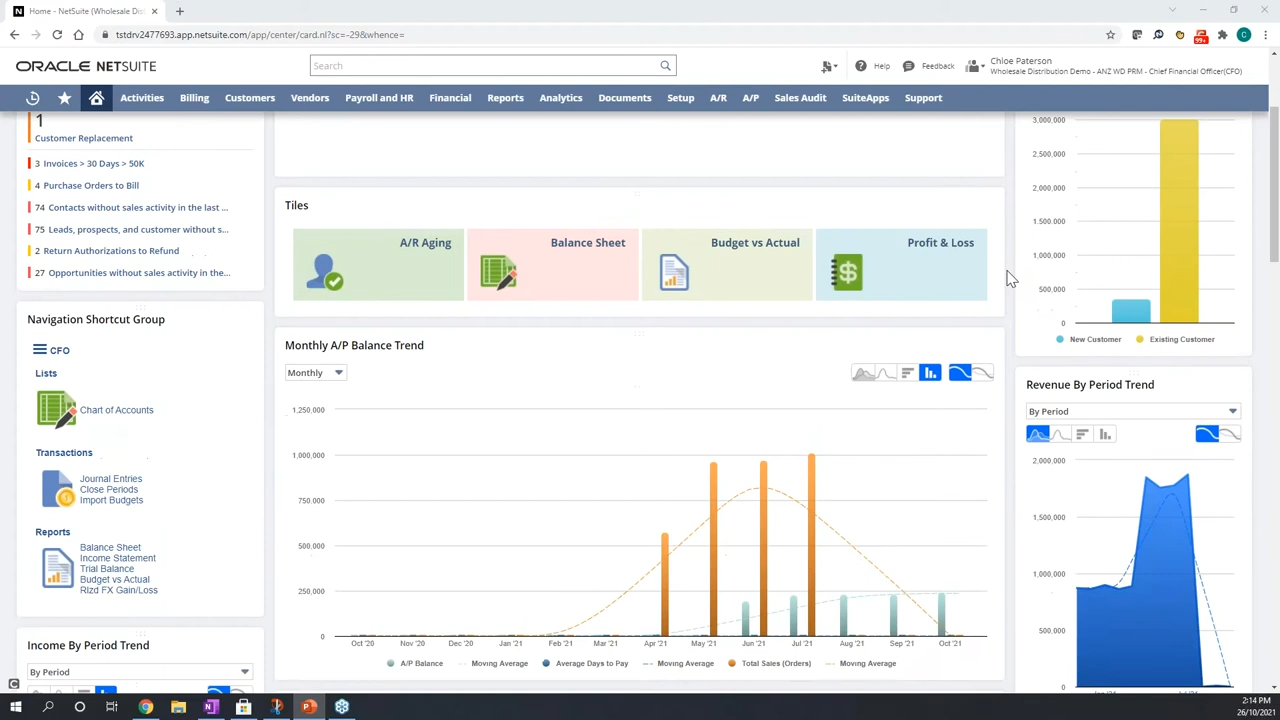 Home - NetSuite (Wholesale Dis
tstdrv2477693.app.netsuite.com/app/center/card.nl?sc=-29&whence=
99+
C
ORACLE NETSUITE
Search
Help
Feedback
Chloe Paterson
Wholesale Distribution Demo - ANZ WD PRM - Chief Financial Officer(CFO)
Activities
Billing
Customers
Vendors
Payroll and HR
Financial
Reports
Analytics
Documents
Setup
A/R
A/P
Sales Audit
SuiteApps
Support
1
Customer Replacement
3 Invoices > 30 Days > 50K
4 Purchase Orders to Bill
74 Contacts without sales activity in the last ...
75 Leads, prospects, and customer without s...
2 Return Authorizations to Refund
27 Opportunities without sales activity in the...
Navigation Shortcut Group
CFO
Lists
Chart of Accounts
Transactions
Journal Entries
Close Periods
Import Budgets
Reports
Balance Sheet
Income Statement
Trial Balance
Budget vs Actual
Rlzd FX Gain/Loss
Income By Period Trend
By Period
Tiles
A/R Aging
Balance Sheet
Budget vs Actual
Profit & Loss
Monthly A/P Balance Trend
Monthly
1,250,000
1,000,000
750,000
500,000
250,000
0
Oct '20
Nov '20
Dec '20
Jan '21
Feb '21
Mar '21
Apr '21
May '21
Jun '21
Jul '21
Aug '21
Sep '21
Oct '21
A/P Balance
Moving Average
Average Days to Pay
Moving Average
Total Sales (Orders)
Moving Average
3,000,000
2,500,000
2,000,000
1,500,000
1,000,000
500,000
0
New Customer
Existing Customer
Revenue By Period Trend
By Period
2,000,000
1,500,000
1,000,000
500,000
0
2:14 PM
26/10/2021